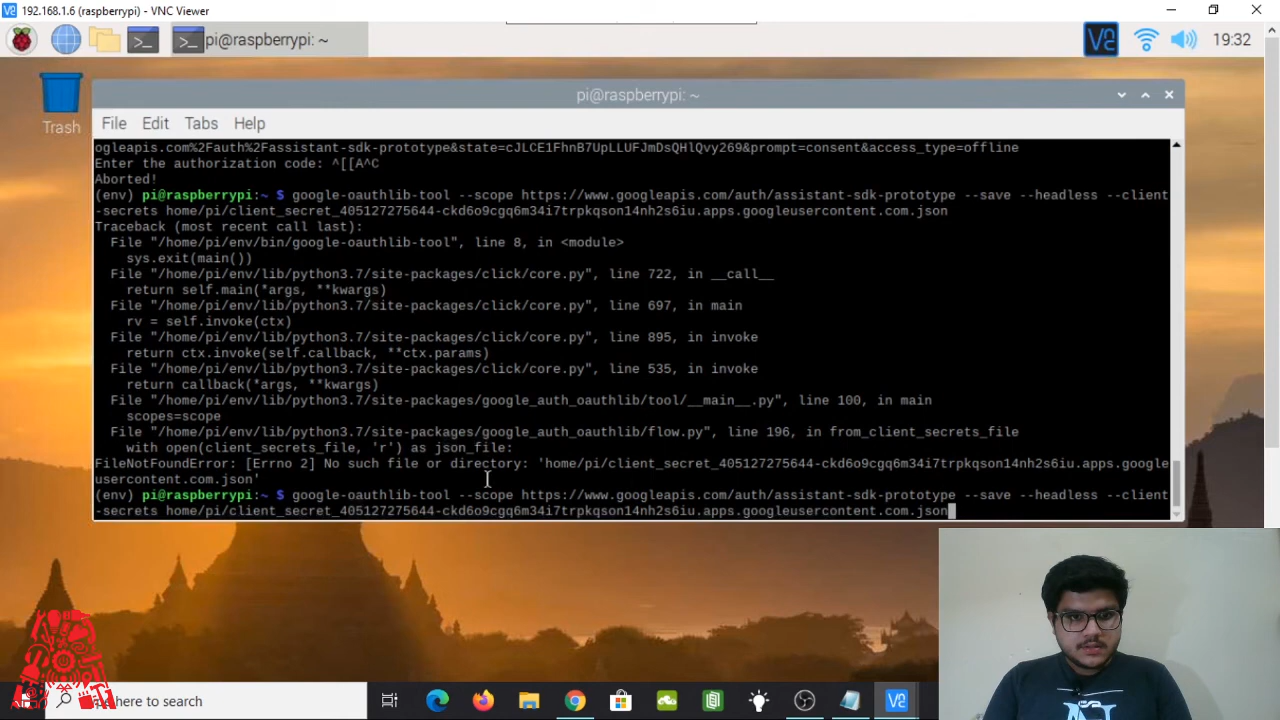 192.168.1.6 (raspberrypi) - VNC Viewer
pi@raspberrypi: ~
19:32
Trash
pi@raspberrypi: ~
File Edit Tabs Help
ogleapis.com%2Fauth%2Fassistant-sdk-prototype&state=cJLCE1FhnB7UpLLUFJmDsQHlQvy269&prompt=consent&access_type=offline
Enter the authorization code: ^[[A^C
Aborted!
(env) pi@raspberrypi:~ $ google-oauthlib-tool --scope https://www.googleapis.com/auth/assistant-sdk-prototype --save --headless --client
-secrets home/pi/client_secret_405127275644-ckd6o9cgq6m34i7trpkqson14nh2s6iu.apps.googleusercontent.com.json
Traceback (most recent call last):
File "/home/pi/env/bin/google-oauthlib-tool", line 8, in <module>
sys.exit(main())
File "/home/pi/env/lib/python3.7/site-packages/click/core.py", line 722, in __call__
return self.main(*args, **kwargs)
File "/home/pi/env/lib/python3.7/site-packages/click/core.py", line 697, in main
rv = self.invoke(ctx)
File "/home/pi/env/lib/python3.7/site-packages/click/core.py", line 895, in invoke
return ctx.invoke(self.callback, **ctx.params)
File "/home/pi/env/lib/python3.7/site-packages/click/core.py", line 535, in invoke
return callback(*args, **kwargs)
File "/home/pi/env/lib/python3.7/site-packages/google_auth_oauthlib/tool/__main__.py", line 100, in main
scopes=scope
File "/home/pi/env/lib/python3.7/site-packages/google_auth_oauthlib/flow.py", line 196, in from_client_secrets_file
with open(client_secrets_file, 'r') as json_file:
FileNotFoundError: [Errno 2] No such file or directory: 'home/pi/client_secret_405127275644-ckd6o9cgq6m34i7trpkqson14nh2s6iu.apps.google
usercontent.com.json'
(env) pi@raspberrypi:~ $ google-oauthlib-tool --scope https://www.googleapis.com/auth/assistant-sdk-prototype --save --headless --client
-secrets home/pi/client_secret_405127275644-ckd6o9cgq6m34i7trpkqson14nh2s6iu.apps.googleusercontent.com.json
here to search